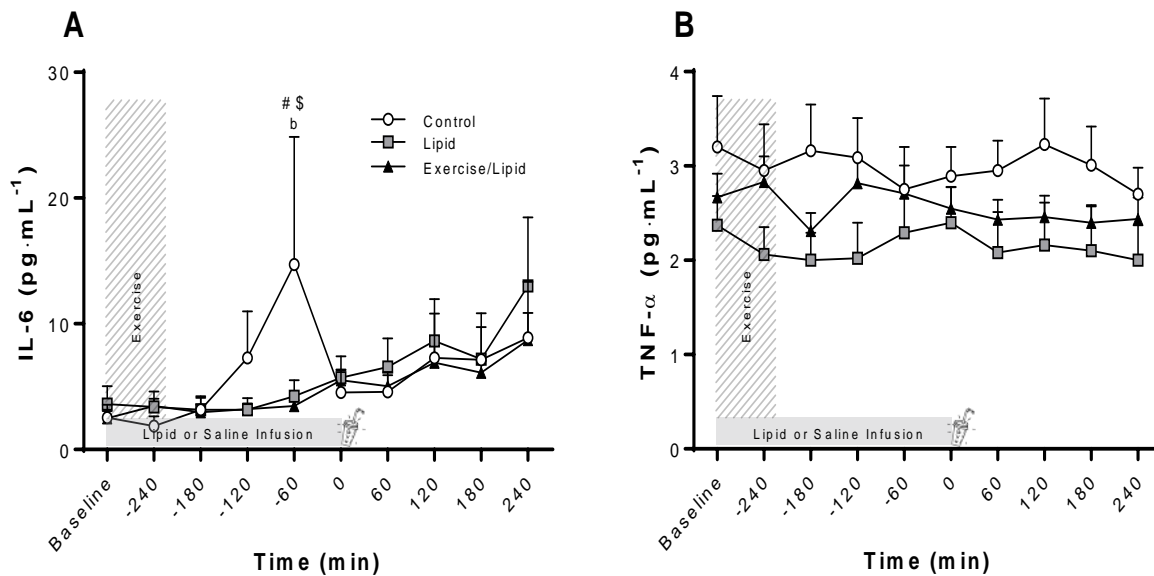 A
30
20
10
0
IL-6 (pg·mL⁻¹)
# $
b
Control
Lipid
Exercise/Lipid
Exercise
Lipid or Saline Infusion
Baseline
-240
-180
-120
-60
0
60
120
180
240
Time (min)
B
4
3
2
1
0
TNF-α (pg·mL⁻¹)
Exercise
Lipid or Saline Infusion
Baseline
-240
-180
-120
-60
0
60
120
180
240
Time (min)